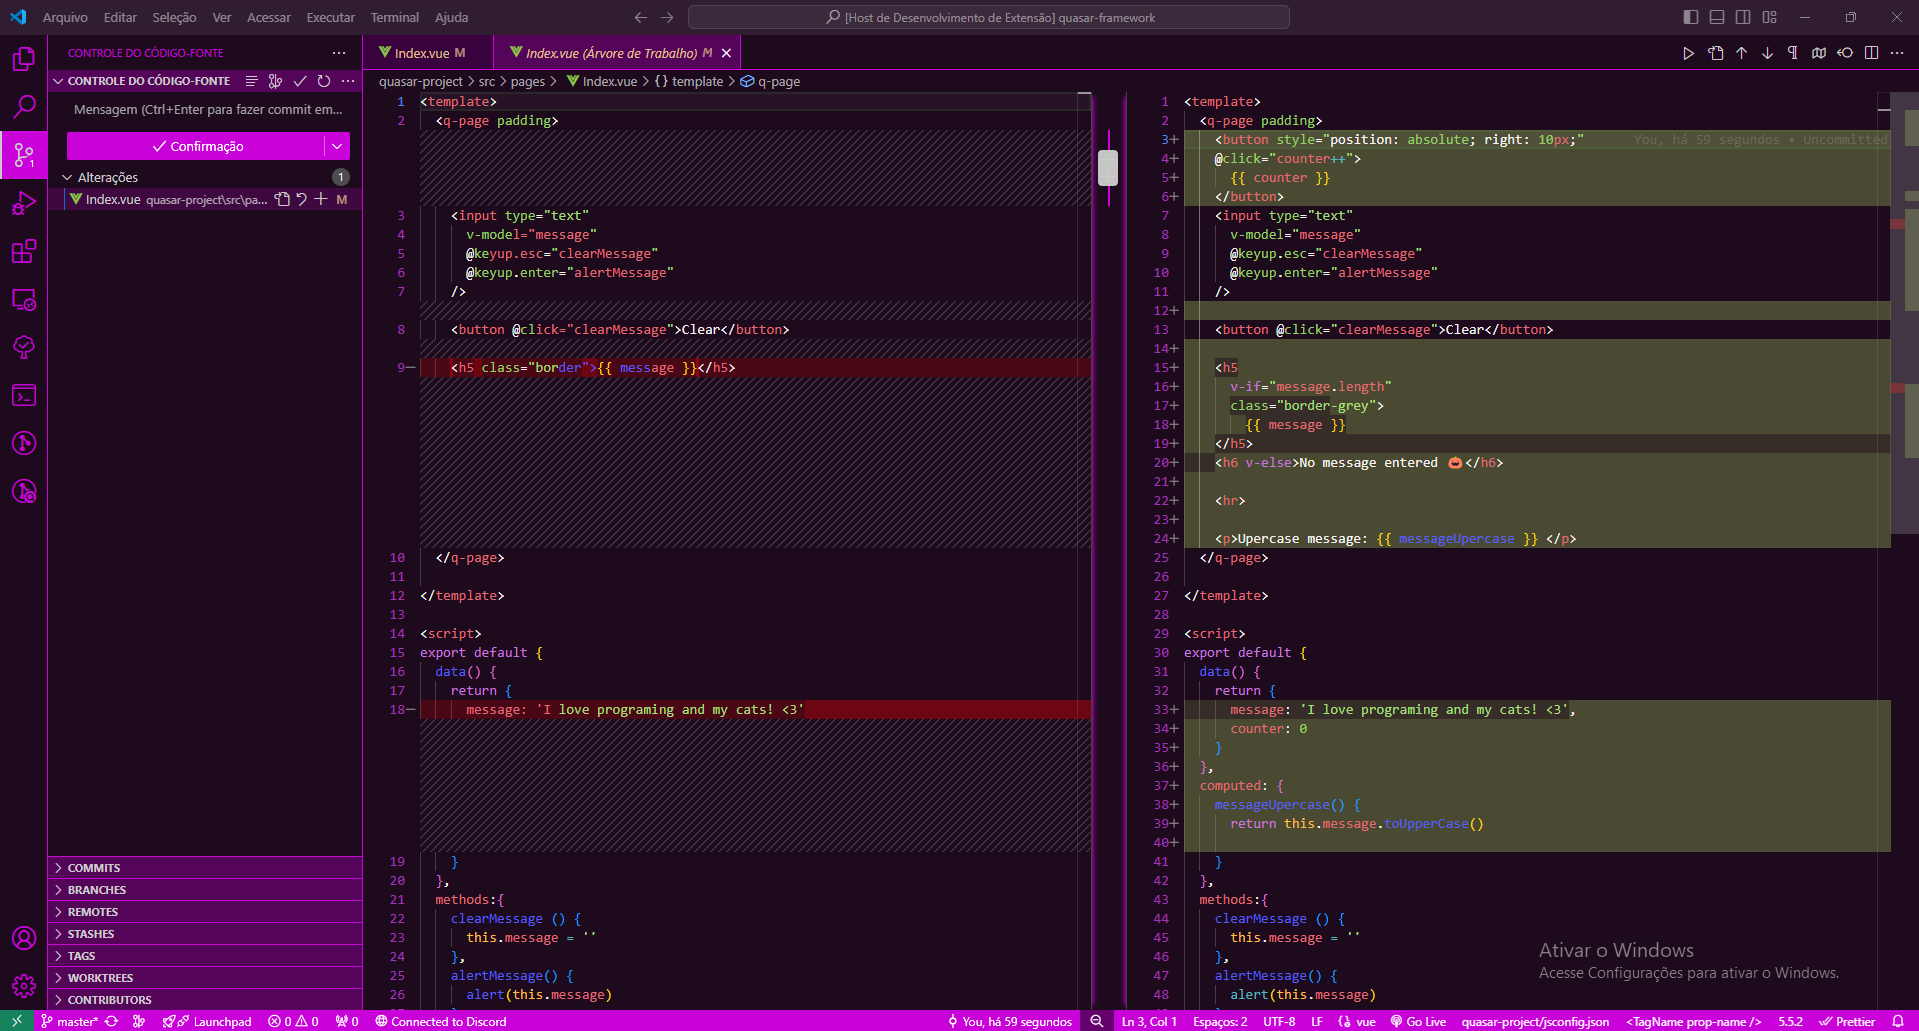 Arquivo Editar Seleção Ver Acessar Executar Terminal Ajuda
[Host de Desenvolvimento de Extensão] quasar-framework
CONTROLE DO CÓDIGO-FONTE
CONTROLE DO CÓDIGO-FONTE
Mensagem (Ctrl+Enter para fazer commit em...
Confirmação
Alterações 1
Index.vue quasar-project\src\pa... M
COMMITS
BRANCHES
REMOTES
STASHES
TAGS
WORKTREES
CONTRIBUTORS
Index.vue M
Index.vue (Árvore de Trabalho) M
quasar-project > src > pages > Index.vue > {} template > q-page
1 <template>
2 <q-page padding>
3 <input type="text"
4 v-model="message"
5 @keyup.esc="clearMessage"
6 @keyup.enter="alertMessage"
7 />
8 <button @click="clearMessage">Clear</button>
9− <h5 class="border">{{ message }}</h5>
10 </q-page>
11
12 </template>
13
14 <script>
15 export default {
16 data() {
17 return {
18− message: 'I love programing and my cats! <3'
19 }
20 },
21 methods:{
22 clearMessage () {
23 this.message = ''
24 },
25 alertMessage() {
26 alert(this.message)
1 <template>
2 <q-page padding>
3+ <button style="position: absolute; right: 10px;" You, há 59 segundos • Uncommitted
4+ @click="counter++">
5+ {{ counter }}
6+ </button>
7 <input type="text"
8 v-model="message"
9 @keyup.esc="clearMessage"
10 @keyup.enter="alertMessage"
11 />
12+
13 <button @click="clearMessage">Clear</button>
14+
15+ <h5
16+ v-if="message.length"
17+ class="border-grey">
18+ {{ message }}
19+ </h5>
20+ <h6 v-else>No message entered 🎃</h6>
21+
22+ <hr>
23+
24+ <p>Upercase message: {{ messageUpercase }} </p>
25 </q-page>
26
27 </template>
28
29 <script>
30 export default {
31 data() {
32 return {
33+ message: 'I love programing and my cats! <3',
34+ counter: 0
35+ }
36+ },
37+ computed: {
38+ messageUpercase() {
39+ return this.message.toUpperCase()
40+
41 }
42 },
43 methods:{
44 clearMessage () {
45 this.message = ''
46 },
47 alertMessage() {
48 alert(this.message)
Ativar o Windows
Acesse Configurações para ativar o Windows.
master* Launchpad 0 0 0 Connected to Discord You, há 59 segundos Ln 3, Col 1 Espaços: 2 UTF-8 LF vue Go Live quasar-project/jsconfig.json <TagName prop-name /> 5.5.2 Prettier